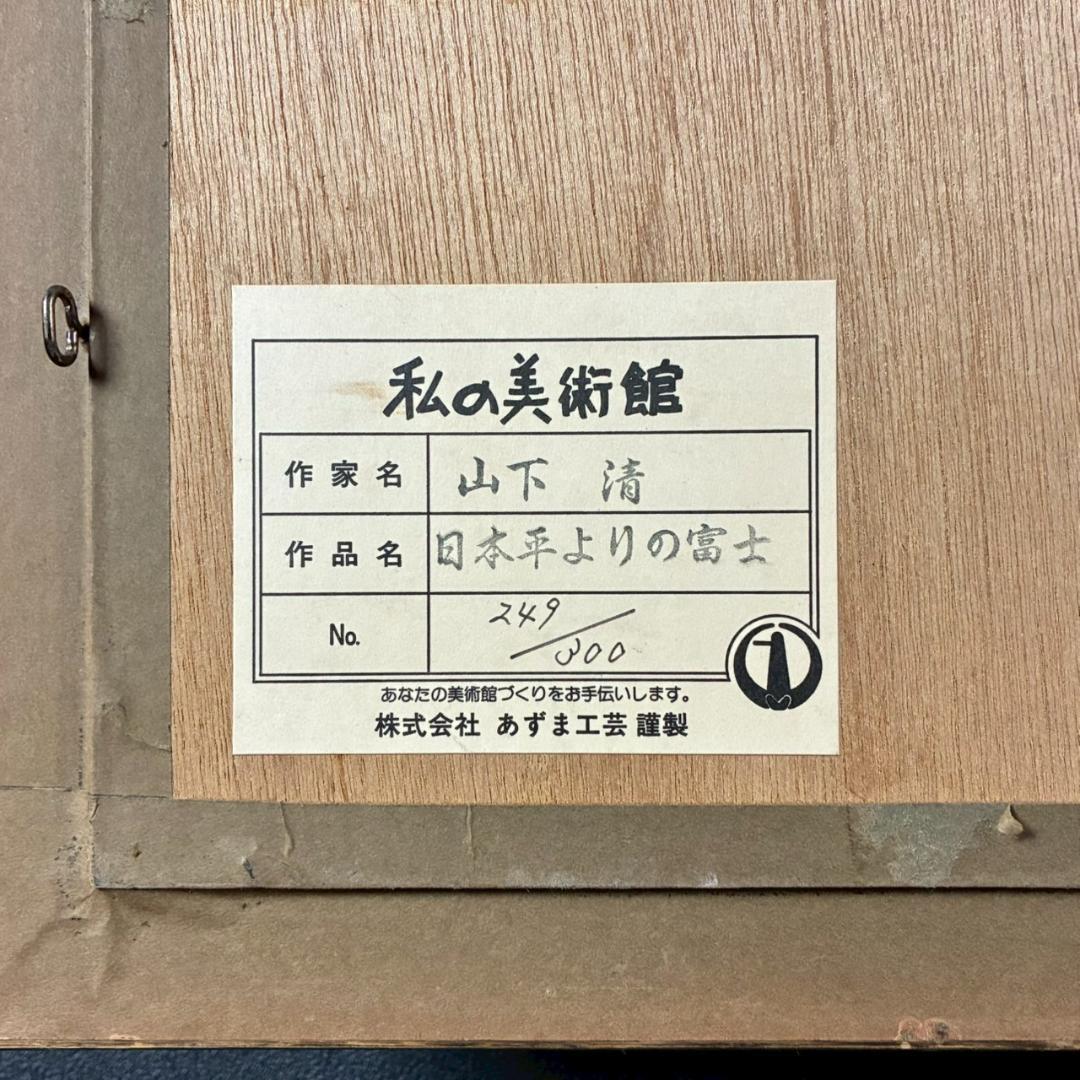 私の美術館
作家名 山下 清
作品名 日本平よりの富士
No. 249/300
あなたの美術館づくりをお手伝いします。
株式会社 あずま工芸 謹製